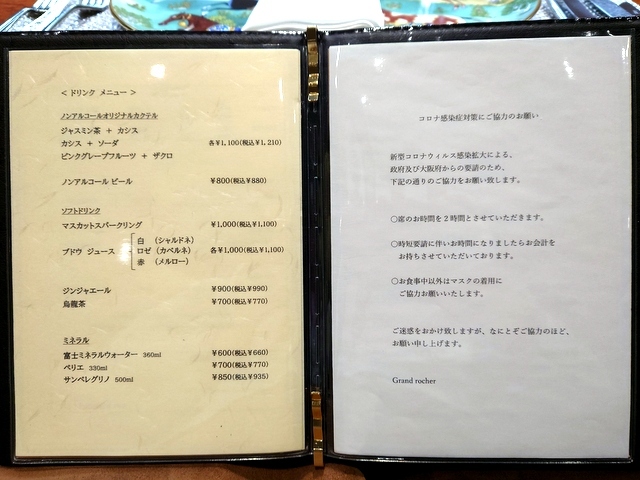 ＜ ドリンク　メニュー ＞
ノンアルコールオリジナルカクテル
ジャスミン茶　＋　カシス
カシス　＋　ソーダ　各¥1,100(税込¥1,210)
ピンクグレープフルーツ　＋　ザクロ
ノンアルコール ビール　¥800(税込¥880)
ソフトドリンク
マスカットスパークリング　¥1,000(税込¥1,100)
白　（シャルドネ）
ブドウ　ジュース　ロゼ（カベルネ）　各¥1,000(税込¥1,100)
赤　（メルロー）
ジンジャエール　¥900(税込¥990)
烏龍茶　¥700(税込¥770)
ミネラル
富士ミネラルウォーター　360ml　¥600(税込¥660)
ペリエ　330ml　¥700(税込¥770)
サンペレグリノ　500ml　¥850(税込¥935)
コロナ感染症対策にご協力のお願い
新型コロナウィルス感染拡大による、
政府及び大阪府からの要請のため、
下記の通りのご協力をお願い致します。
○席のお時間を２時間とさせていただきます。
○時短要請に伴いお時間になりましたらお会計を
お持ちさせていただいております。
○お食事中以外はマスクの着用に
ご協力お願いいたします。
ご迷惑をおかけ致しますが、なにとぞご協力のほど、
お願い申し上げます。
Grand rocher